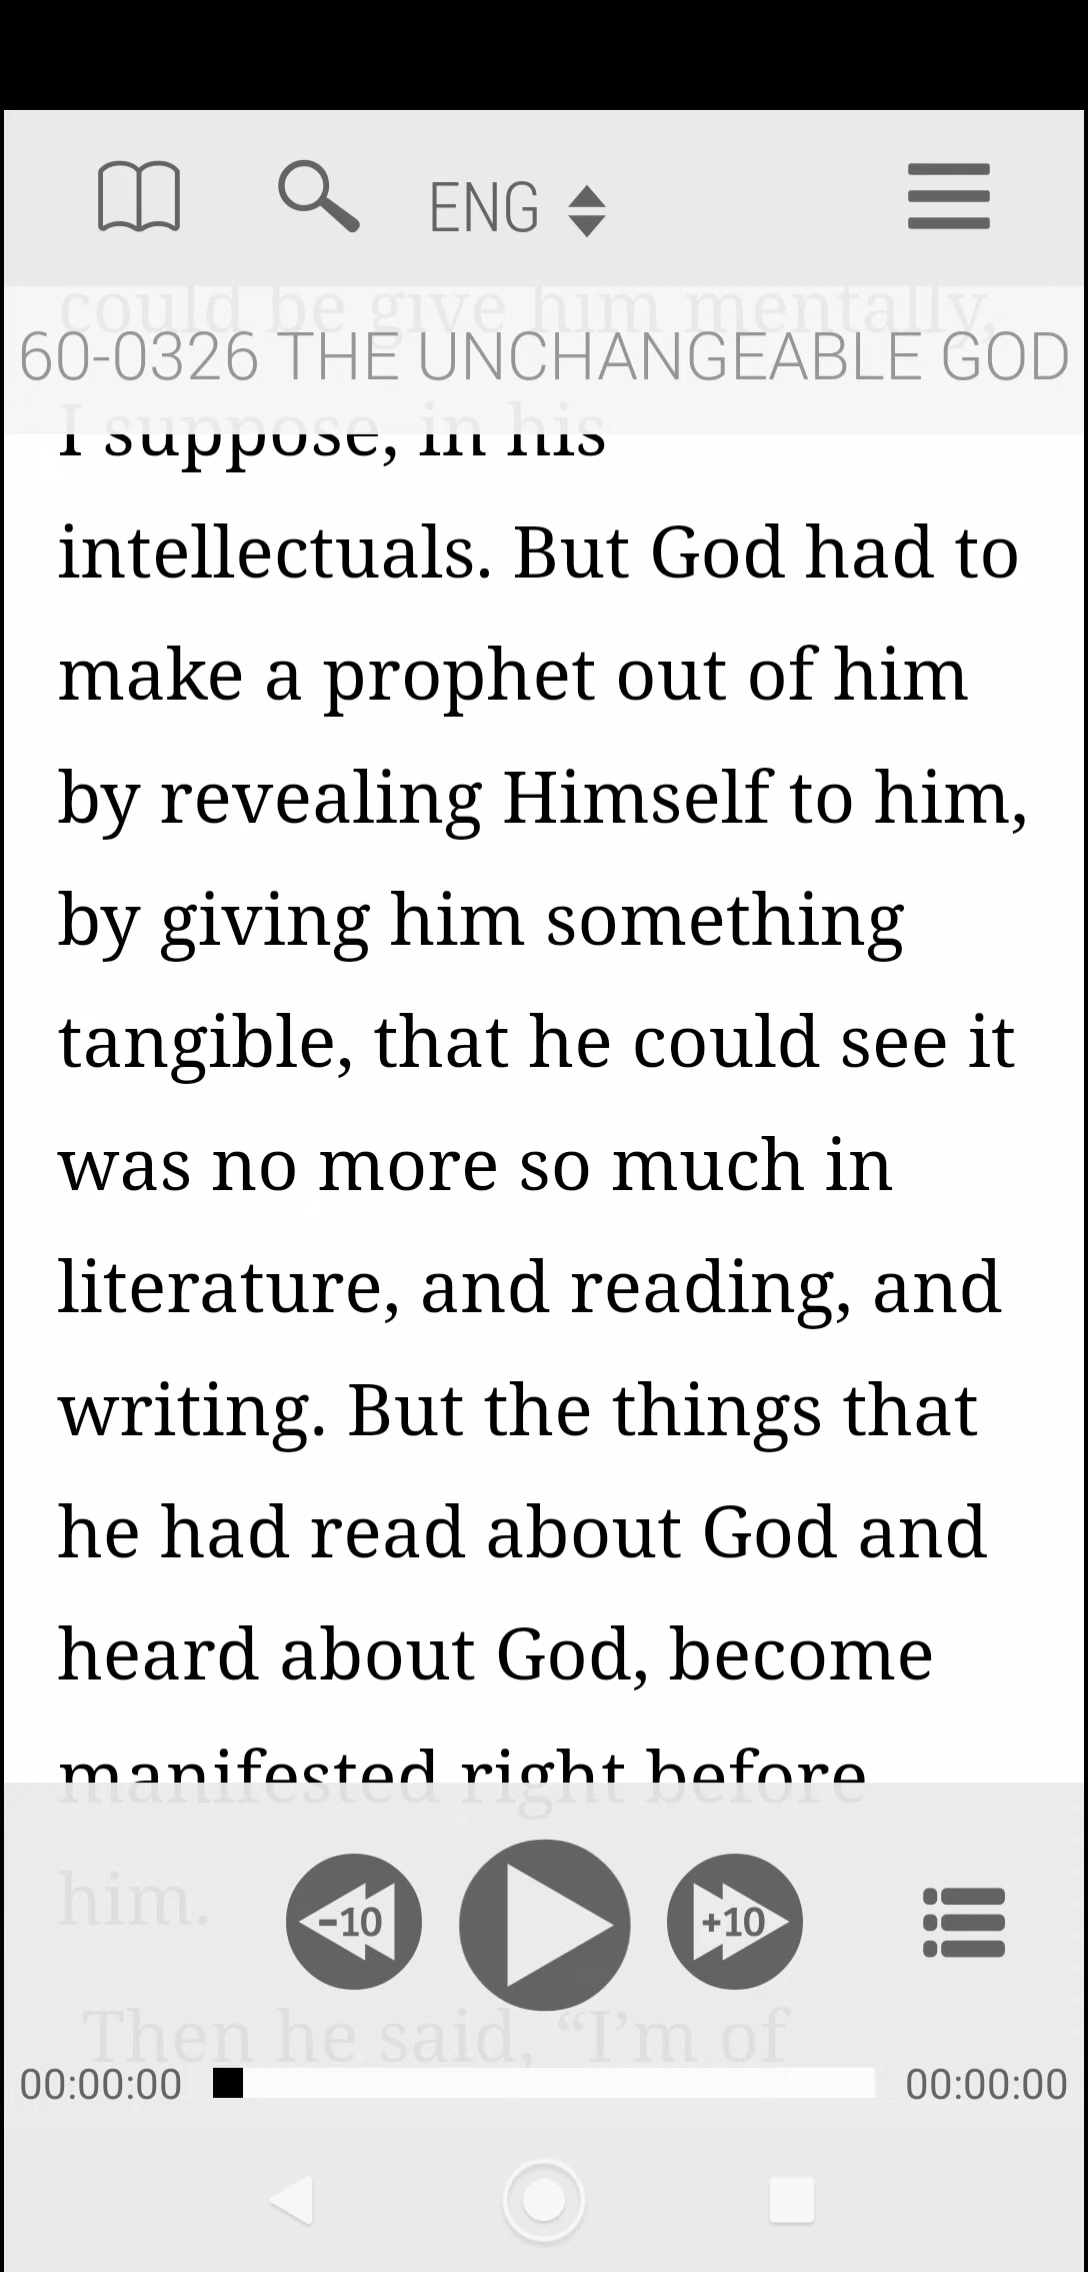 ENG
could be give him mentally,
60-0326 THE UNCHANGEABLE GOD
I suppose, in his
intellectuals. But God had to
make a prophet out of him
by revealing Himself to him,
by giving him something
tangible, that he could see it
was no more so much in
literature, and reading, and
writing. But the things that
he had read about God and
heard about God, become
manifested right before
him.
-10
+10
Then he said, “I’m of
00:00:00
00:00:00